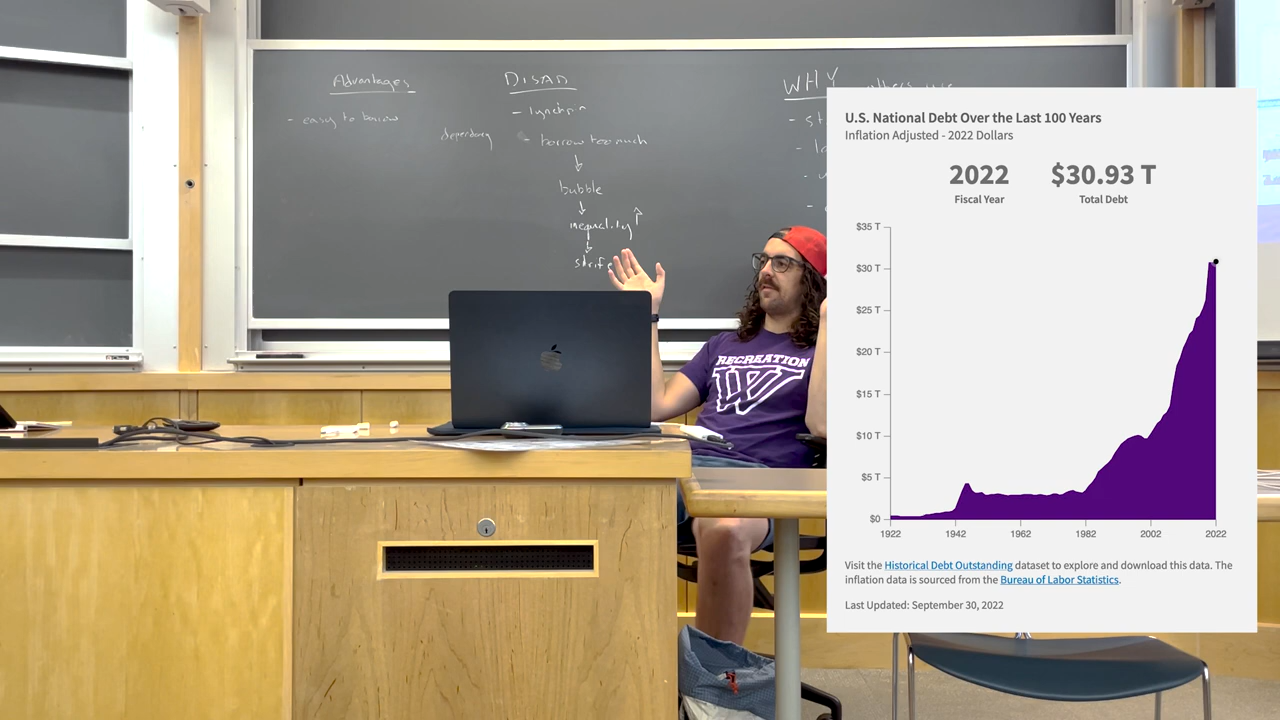 Advantages
- easy to borrow
DISAD
- lynchpin
dependency
- borrow too much
↓
bubble
↓
inequality ↑
↓
strife
WHY others use
RECREATION
W
U.S. National Debt Over the Last 100 Years
Inflation Adjusted - 2022 Dollars
2022 $30.93 T
Fiscal Year Total Debt
$35 T
$30 T
$25 T
$20 T
$15 T
$10 T
$5 T
$0
1922 1942 1962 1982 2002 2022
Visit the Historical Debt Outstanding dataset to explore and download this data. The
inflation data is sourced from the Bureau of Labor Statistics.
Last Updated: September 30, 2022